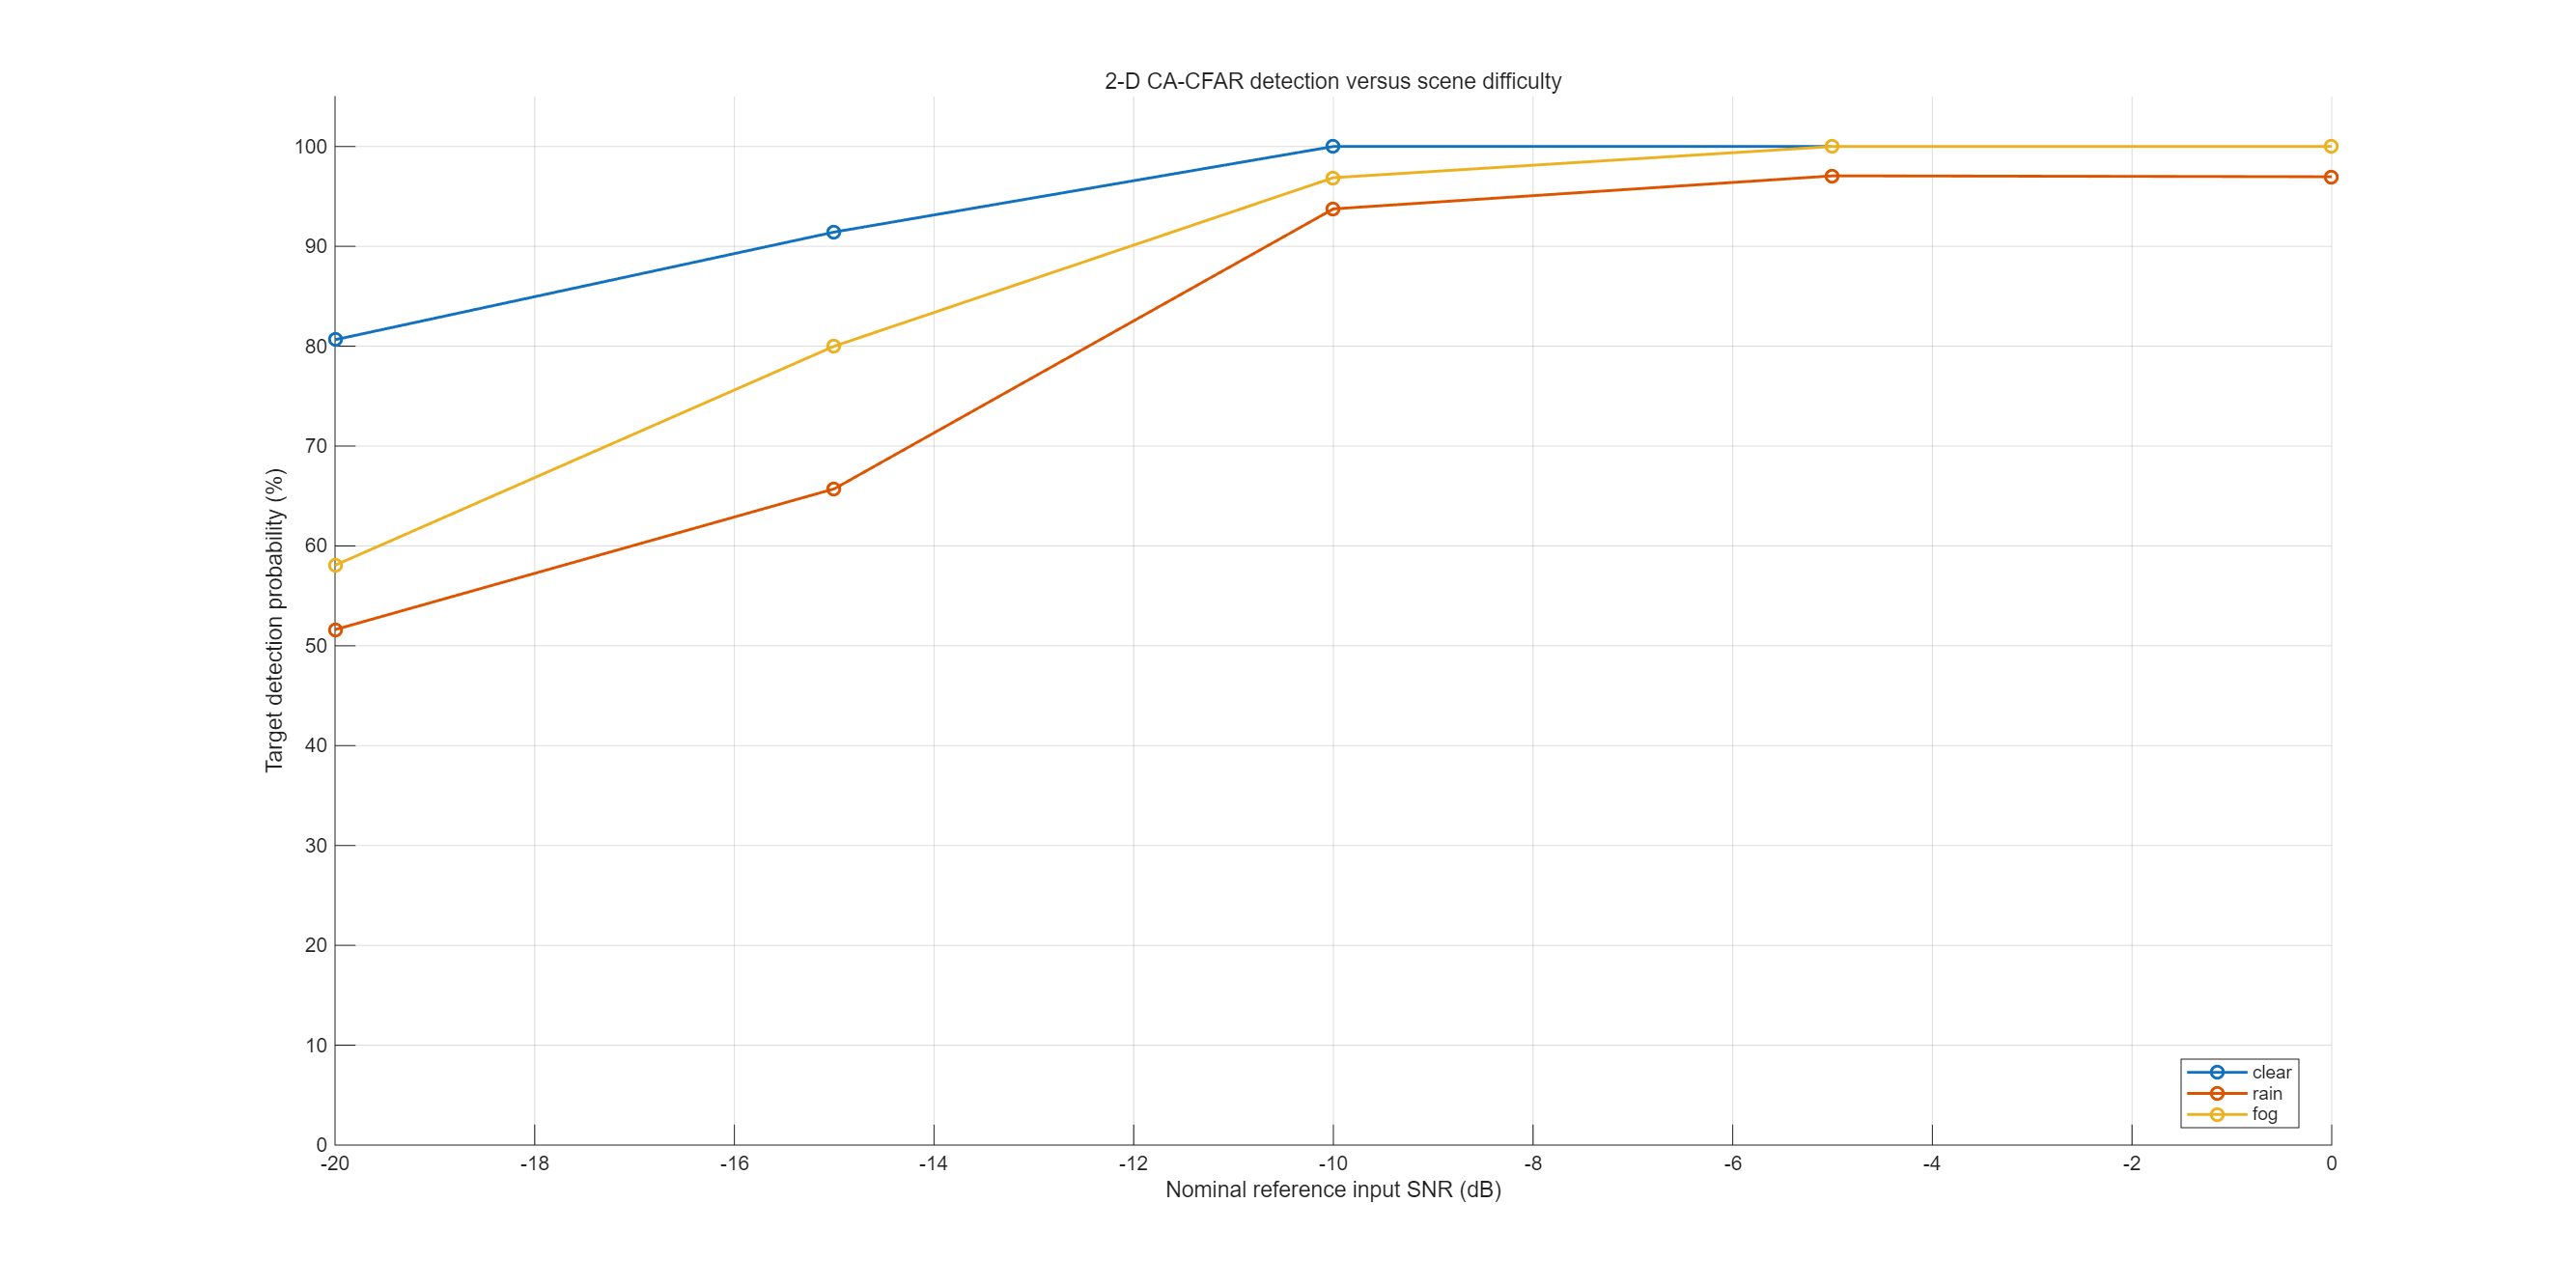 2-D CA-CFAR detection versus scene difficulty
Target detection probability (%)
100
90
80
70
60
50
40
30
20
10
0
-20 -18 -16 -14 -12 -10 -8 -6 -4 -2 0
Nominal reference input SNR (dB)
clear
rain
fog